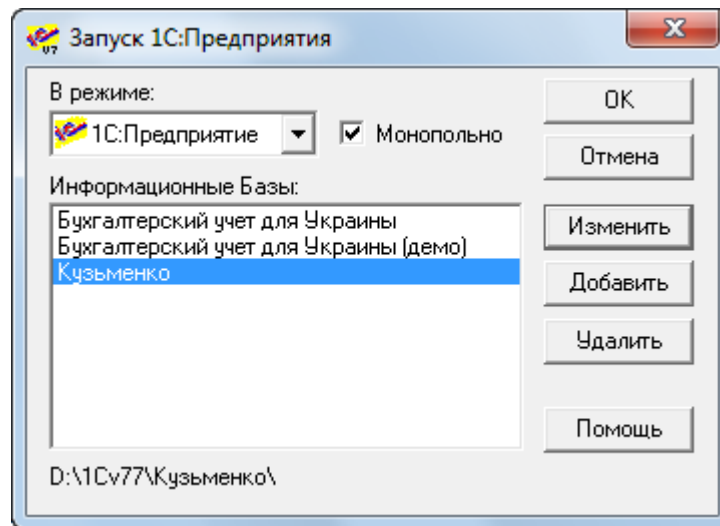 Запуск 1С:Предприятия
В режиме:
1С:Предприятие
Монопольно
Информационные Базы:
Бухгалтерский учет для Украины
Бухгалтерский учет для Украины (демо)
Кузьменко
D:\1Cv77\Кузьменко\
OK
Отмена
Изменить
Добавить
Удалить
Помощь